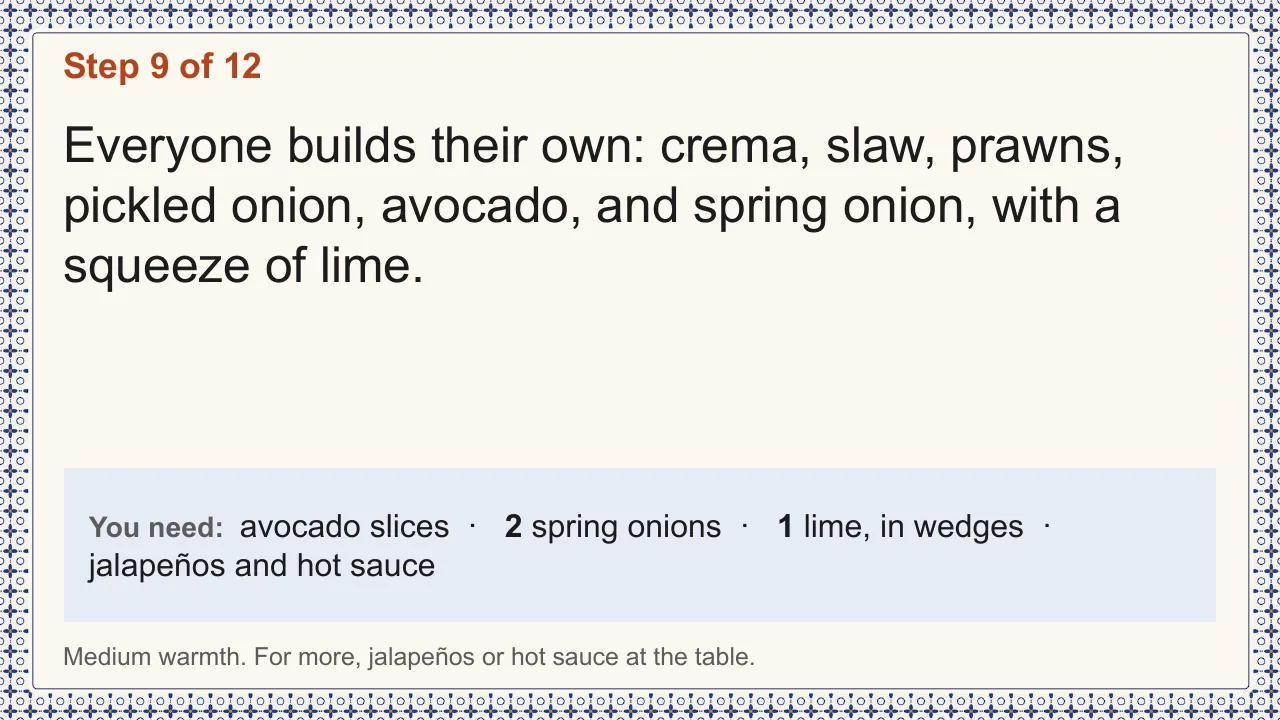 Step 9 of 12
Everyone builds their own: crema, slaw, prawns,
pickled onion, avocado, and spring onion, with a
squeeze of lime.
You need: avocado slices · 2 spring onions · 1 lime, in wedges ·
jalapeños and hot sauce
Medium warmth. For more, jalapeños or hot sauce at the table.